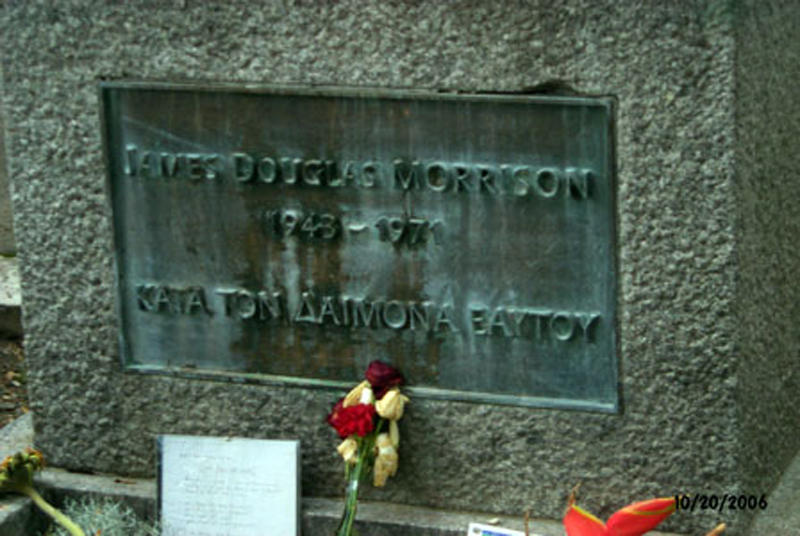 JAMES DOUGLAS MORRISON
1943 - 1971
ΚΑΤΑ ΤΟΝ ΔΑΙΜΟΝΑ ΕΑΥΤΟΥ
10/20/2006